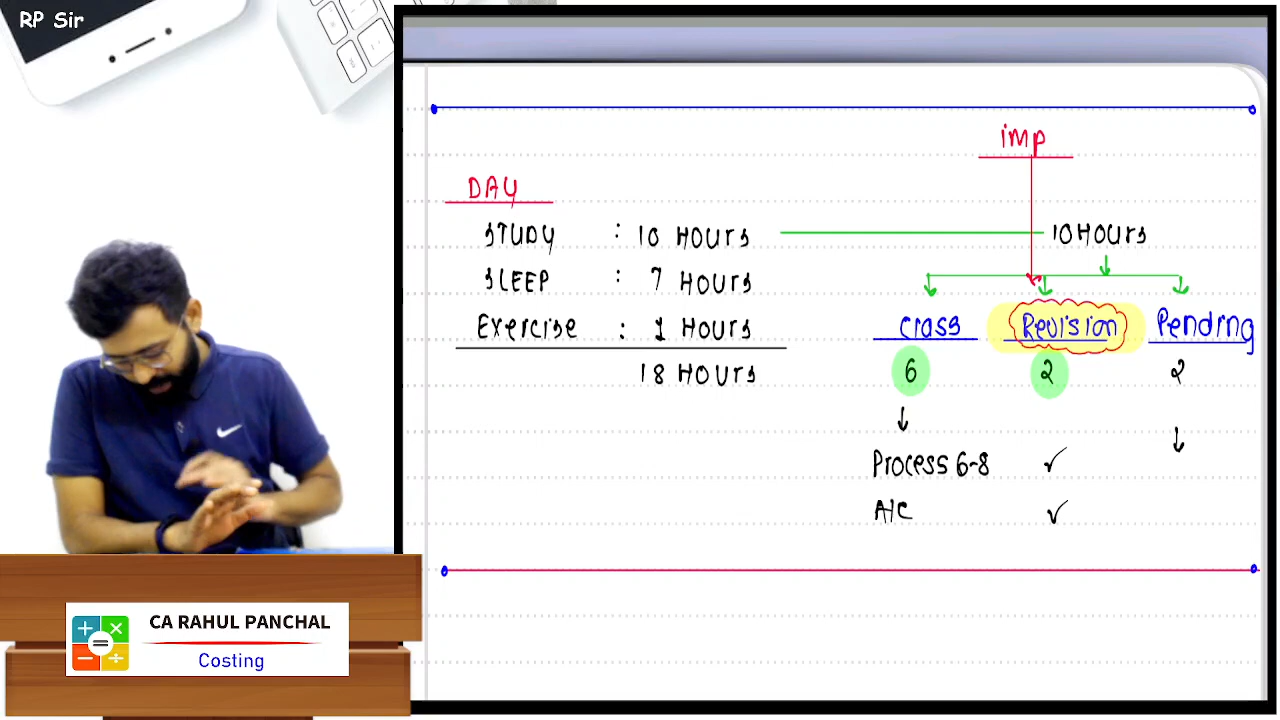 RP Sir
imp
DAY
STUDY : 10 HOURS
10 HOURS
SLEEP : 7 HOURS
Exercise : 1 HOURS
18 HOURS
Class Revision Pending
6 2 2
Process 6-8 ✓
A/C ✓
CA RAHUL PANCHAL
Costing